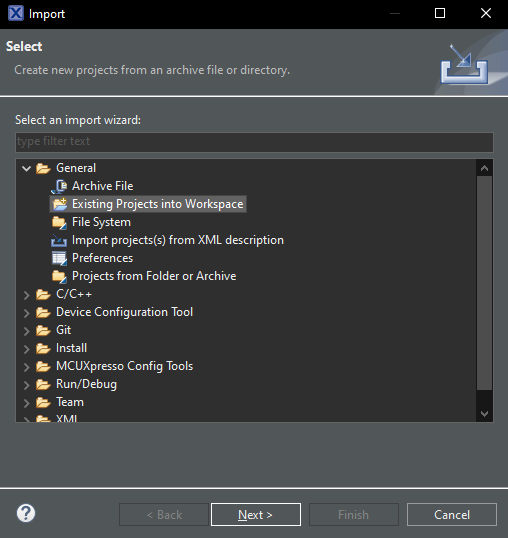 Import
Select
Create new projects from an archive file or directory.
Select an import wizard:
type filter text
General
Archive File
Existing Projects into Workspace
File System
Import projects(s) from XML description
Preferences
Projects from Folder or Archive
C/C++
Device Configuration Tool
Git
Install
MCUXpresso Config Tools
Run/Debug
Team
XML
< Back
Next >
Finish
Cancel